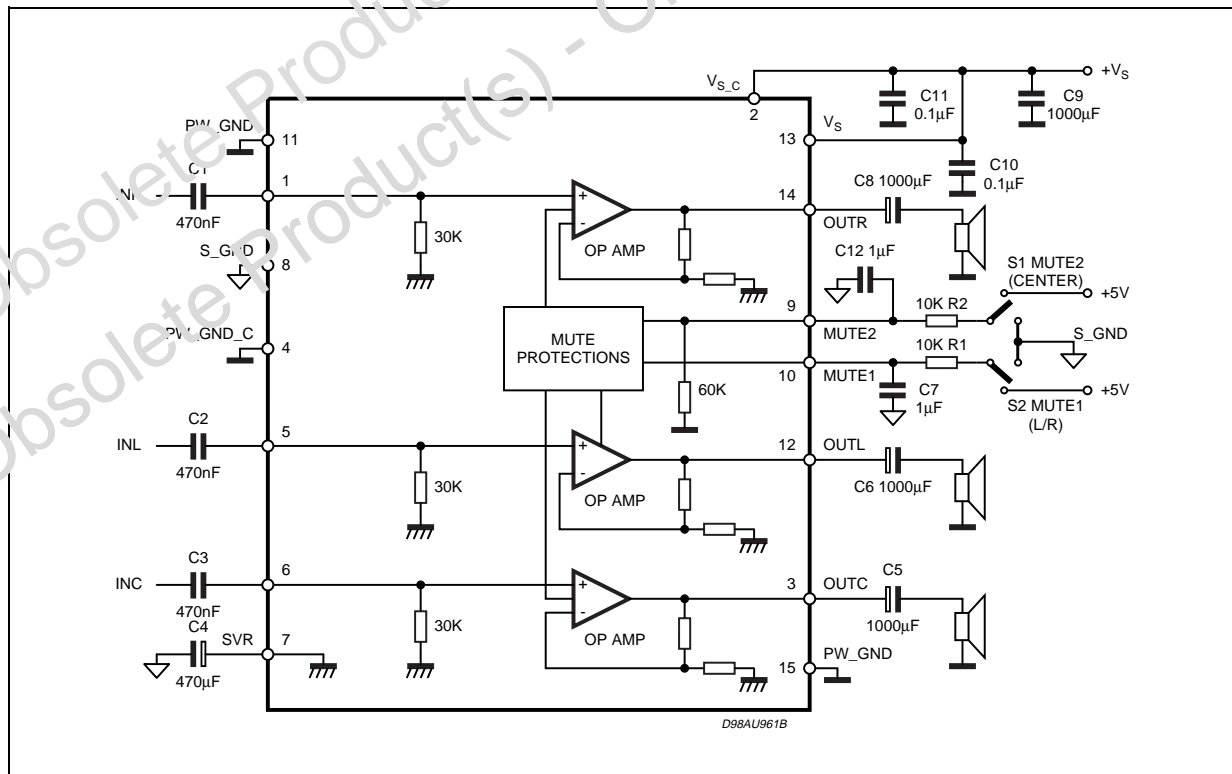 Obsolete Product(s) - O
Obsolete Product
+VS
VS_C
2
C11
0.1µF
C9
1000µF
PW_GND
11
VS
13
C10
0.1µF
C1
470nF
1
30K
+
-
OP AMP
14
OUTR
C8 1000µF
S_GND
8
C12 1µF
S1 MUTE2
(CENTER)
+5V
9
MUTE2
10K R2
S_GND
MUTE
PROTECTIONS
PW_GND_C
4
60K
10
MUTE1
10K R1
C7
1µF
S2 MUTE1
(L/R)
+5V
INL
C2
470nF
5
30K
+
-
OP AMP
12
OUTL
C6 1000µF
INC
C3
470nF
6
30K
+
-
OP AMP
3
OUTC
C5
1000µF
C4
470µF
SVR
7
15
PW_GND
D98AU961B